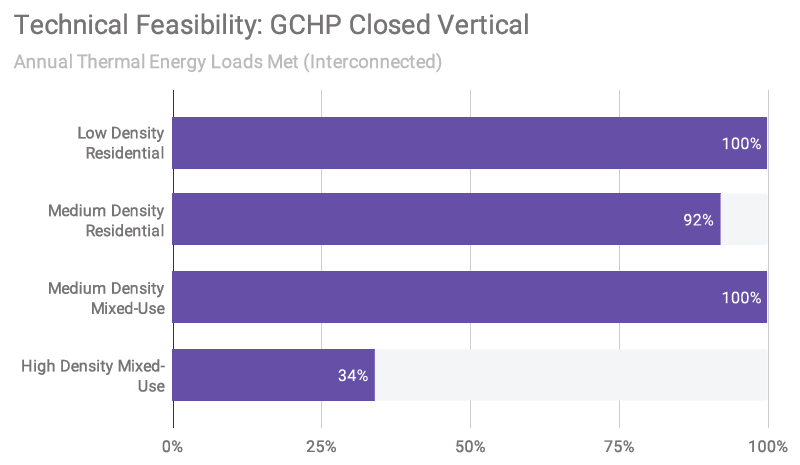 Technical Feasibility: GCHP Closed Vertical
Annual Thermal Energy Loads Met (Interconnected)
Low Density
Residential
100%
Medium Density
Residential
92%
Medium Density
Mixed-Use
100%
High Density Mixed-
Use
34%
0%
25%
50%
75%
100%